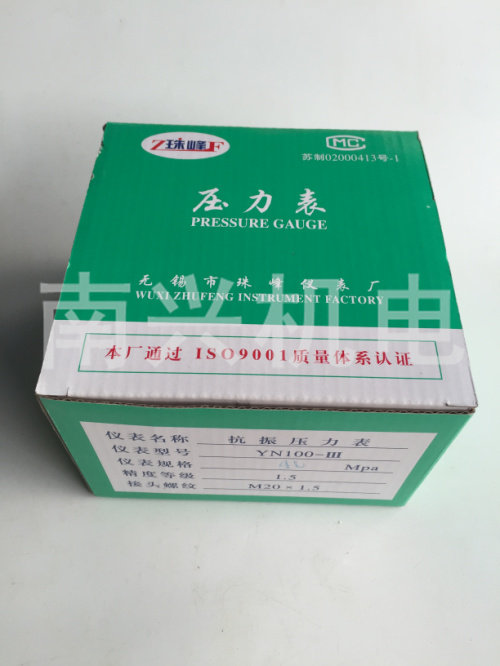 Z珠峰F
MC
苏制02000413号-1
压力表
PRESSURE GAUGE
无锡市珠峰仪表厂
WUXI ZHUFENG INSTRUMENT FACTORY
南兴机电
本厂通过 ISO9001质量体系认证
仪表名称 抗振压力表
仪表型号 YN100-III
仪表规格 Mpa
精度等级 1.5
接头螺纹 M20×1.5